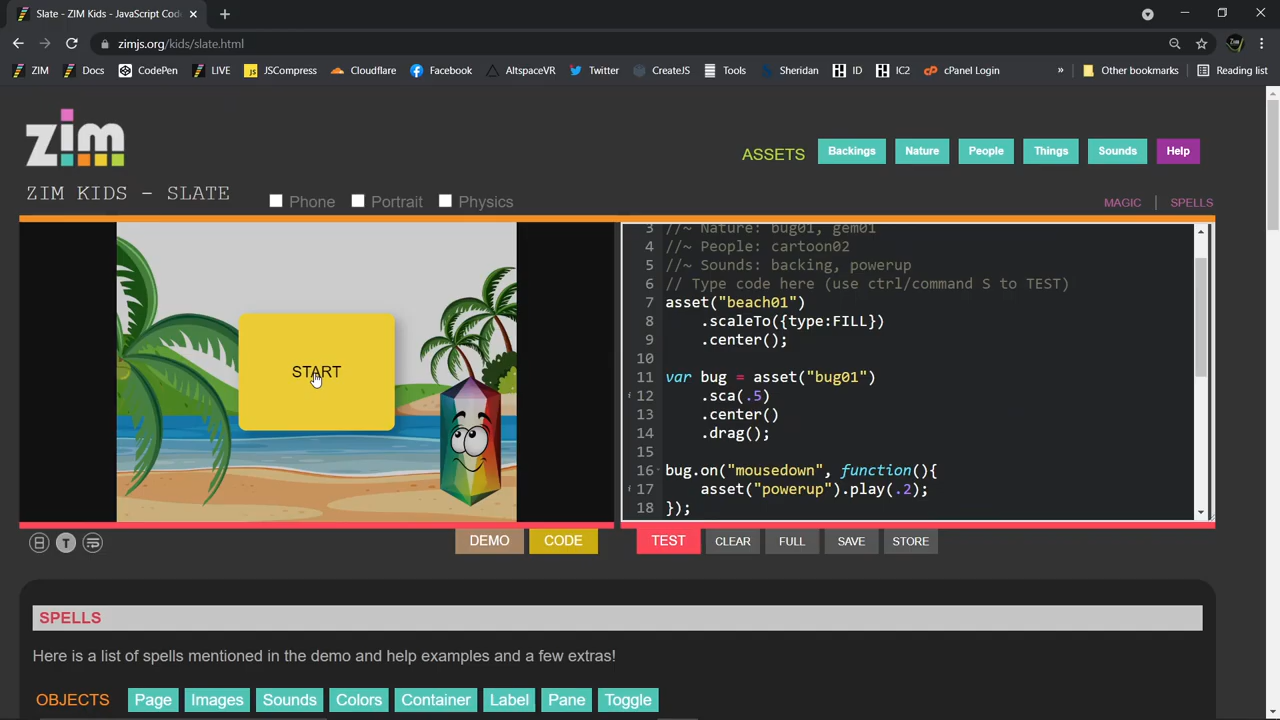 Slate - ZIM Kids - JavaScript Cod
zimjs.org/kids/slate.html
ZIM Docs CodePen LIVE JSCompress Cloudflare Facebook AltspaceVR Twitter CreateJS Tools Sheridan ID IC2 cPanel Login » Other bookmarks Reading list
zim
ASSETS Backings Nature People Things Sounds Help
ZIM KIDS - SLATE
Phone Portrait Physics
MAGIC | SPELLS
START
3 //~ Nature: bug01, gem01
4 //~ People: cartoon02
5 //~ Sounds: backing, powerup
6 // Type code here (use ctrl/command S to TEST)
7 asset("beach01")
8 .scaleTo({type:FILL})
9 .center();
10
11 var bug = asset("bug01")
12 .sca(.5)
13 .center()
14 .drag();
15
16 bug.on("mousedown", function(){
17 asset("powerup").play(.2);
18 });
T
DEMO CODE TEST CLEAR FULL SAVE STORE
SPELLS
Here is a list of spells mentioned in the demo and help examples and a few extras!
OBJECTS Page Images Sounds Colors Container Label Pane Toggle